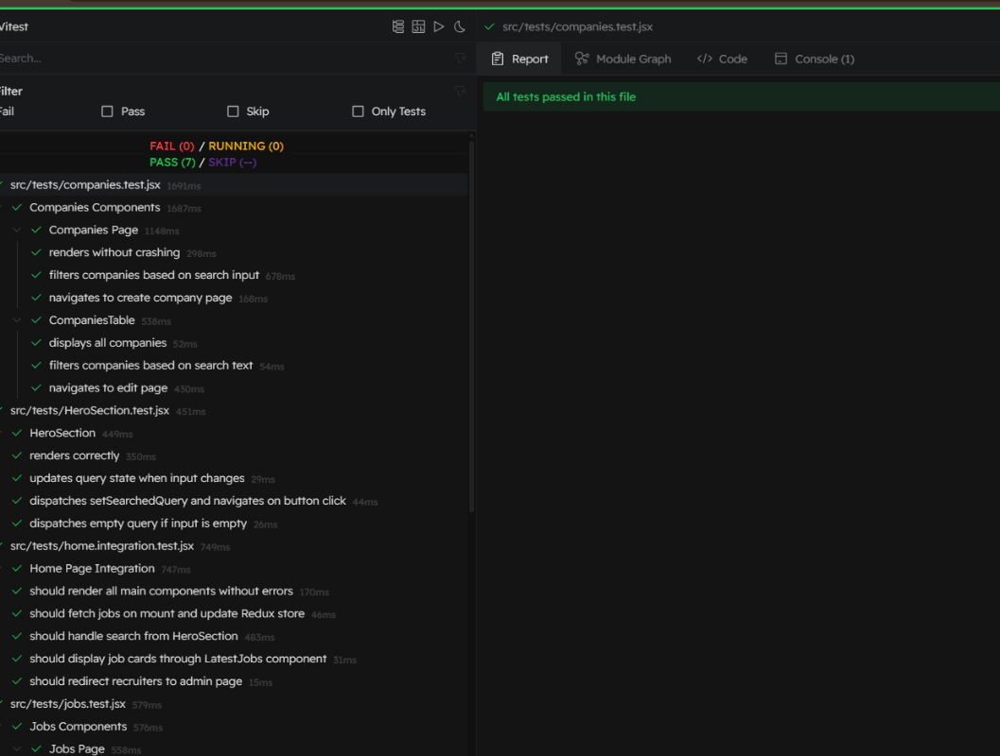 Vitest
Search...
Filter
Fail Pass Skip Only Tests
FAIL (0) / RUNNING (0)
PASS (7) / SKIP (--)
src/tests/companies.test.jsx 1691ms
Companies Components 1687ms
Companies Page 1148ms
renders without crashing 298ms
filters companies based on search input 678ms
navigates to create company page 168ms
CompaniesTable 538ms
displays all companies 52ms
filters companies based on search text 54ms
navigates to edit page 430ms
src/tests/HeroSection.test.jsx 451ms
HeroSection 449ms
renders correctly 350ms
updates query state when input changes 29ms
dispatches setSearchedQuery and navigates on button click 44ms
dispatches empty query if input is empty 26ms
src/tests/home.integration.test.jsx 749ms
Home Page Integration 747ms
should render all main components without errors 170ms
should fetch jobs on mount and update Redux store 46ms
should handle search from HeroSection 483ms
should display job cards through LatestJobs component 31ms
should redirect recruiters to admin page 15ms
src/tests/jobs.test.jsx 579ms
Jobs Components 576ms
Jobs Page 558ms
src/tests/companies.test.jsx
Report Module Graph </> Code Console (1)
All tests passed in this file